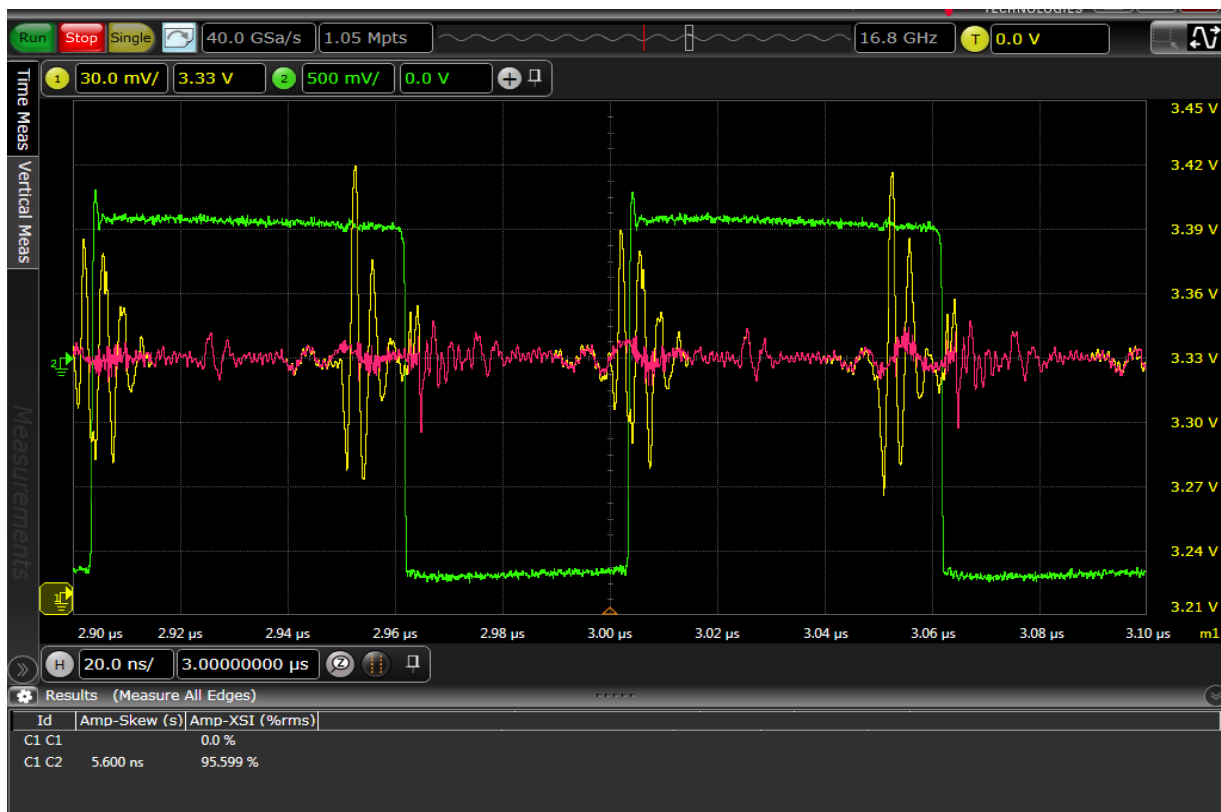 TECHNOLOGIES
Run Stop Single 40.0 GSa/s 1.05 Mpts 16.8 GHz T 0.0 V
Time Meas
Vertical Meas
Measurements
1 30.0 mV/ 3.33 V 2 500 mV/ 0.0 V
3.45 V
3.42 V
3.39 V
3.36 V
3.33 V
3.30 V
3.27 V
3.24 V
3.21 V
2
1
2.90 µs 2.92 µs 2.94 µs 2.96 µs 2.98 µs 3.00 µs 3.02 µs 3.04 µs 3.06 µs 3.08 µs 3.10 µs m1
H 20.0 ns/ 3.00000000 µs Z
Results (Measure All Edges)
Id Amp-Skew (s) Amp-XSI (%rms)
C1 C1 0.0 %
C1 C2 5.600 ns 95.599 %